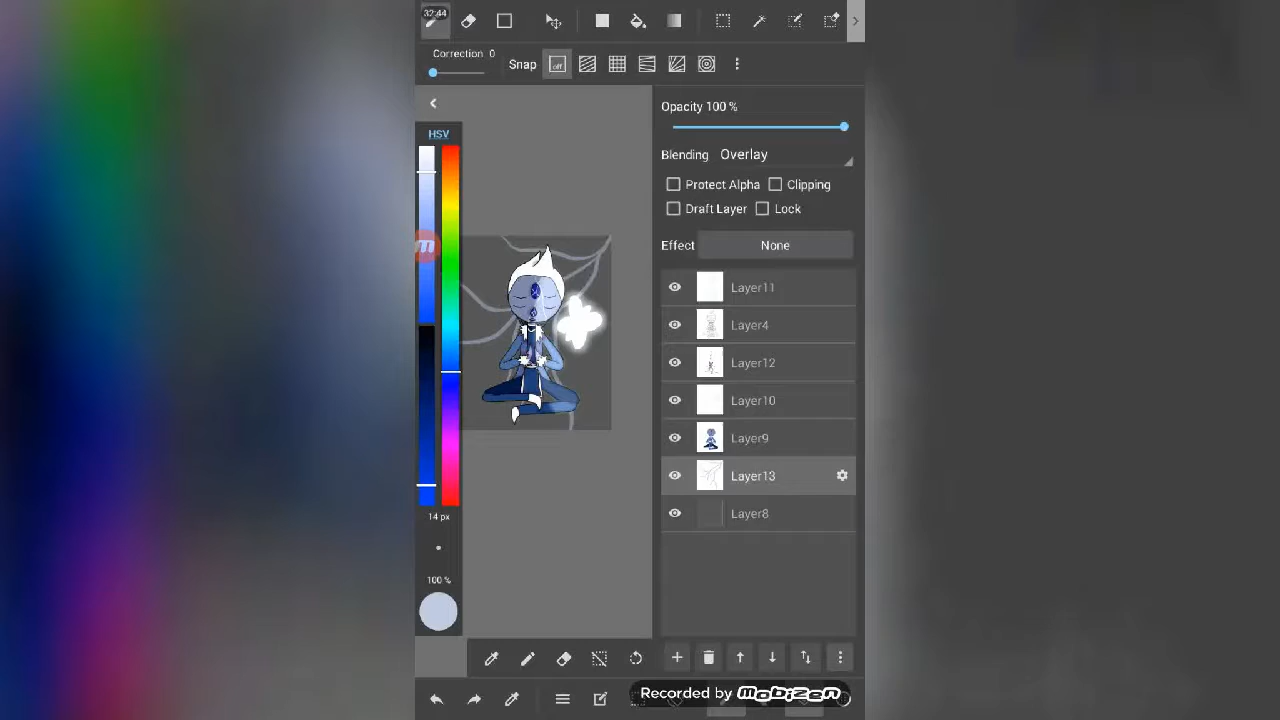 32:44
Correction 0
Snap
off
HSV
Opacity 100 %
Blending Overlay
Protect Alpha
Clipping
Draft Layer
Lock
Effect
None
Layer11
Layer4
Layer12
Layer10
Layer9
Layer13
Layer8
14 px
100 %
Recorded by mobizen